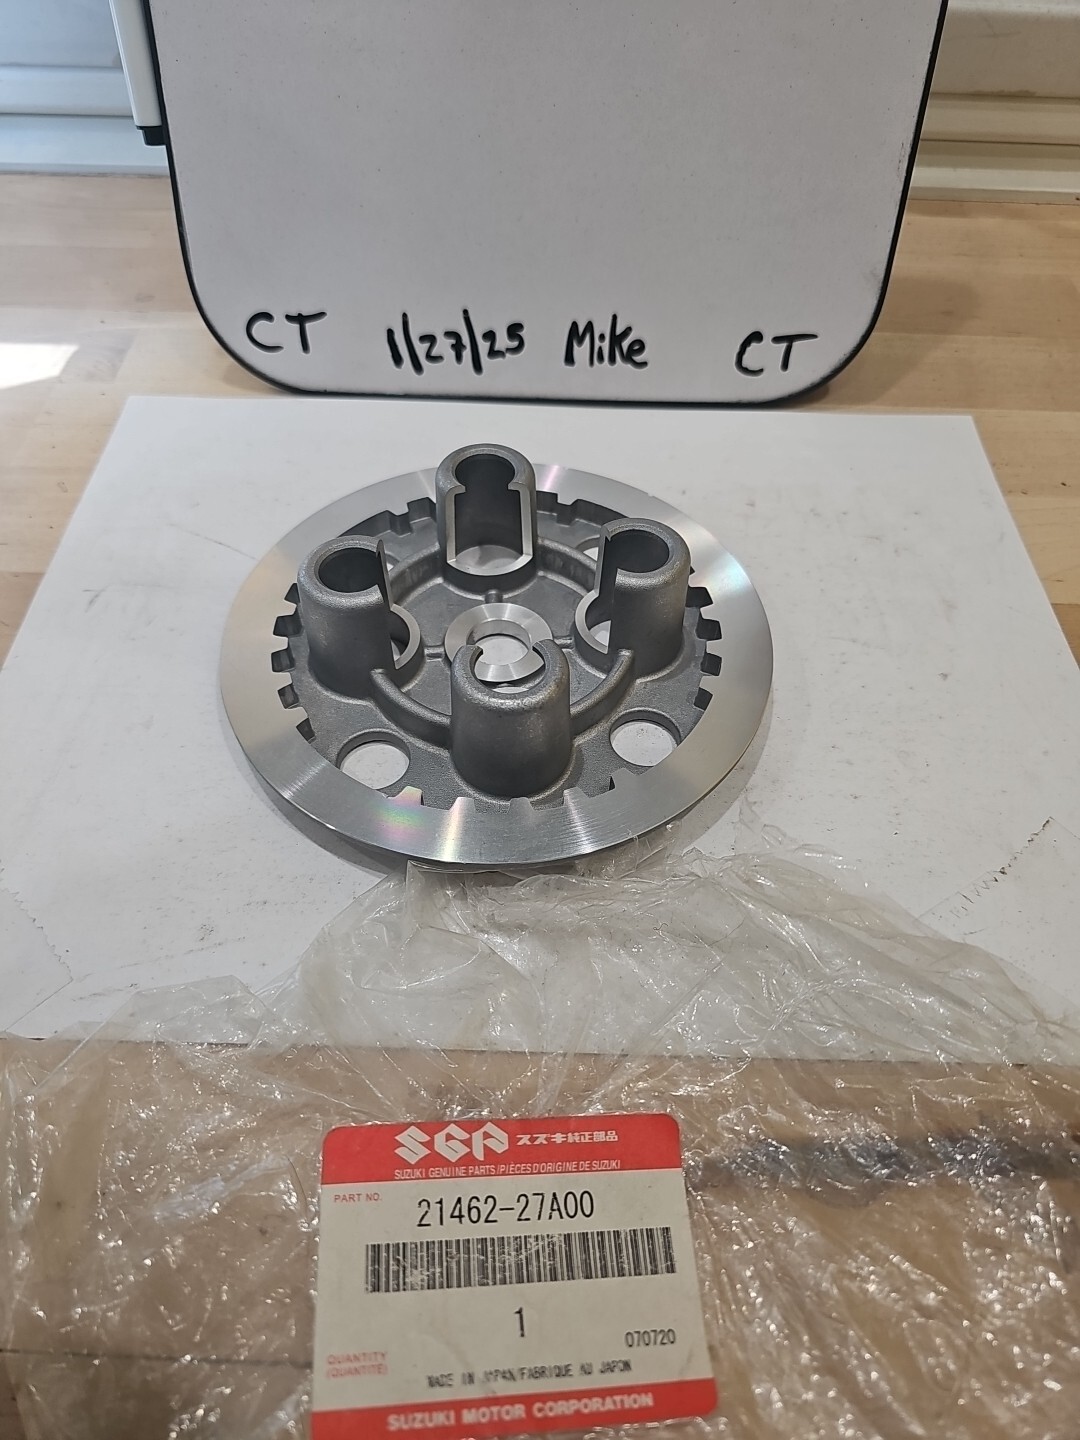 CT 1/27/25 Mike CT
SGP スズキ純正部品
SUZUKI GENUINE PARTS/PIÈCES D'ORIGINE DE SUZUKI
PART NO. 21462-27A00
1
070720
QUANTITY
(QUANTITÉ)
MADE IN JAPAN/FABRIQUE AU JAPON
SUZUKI MOTOR CORPORATION